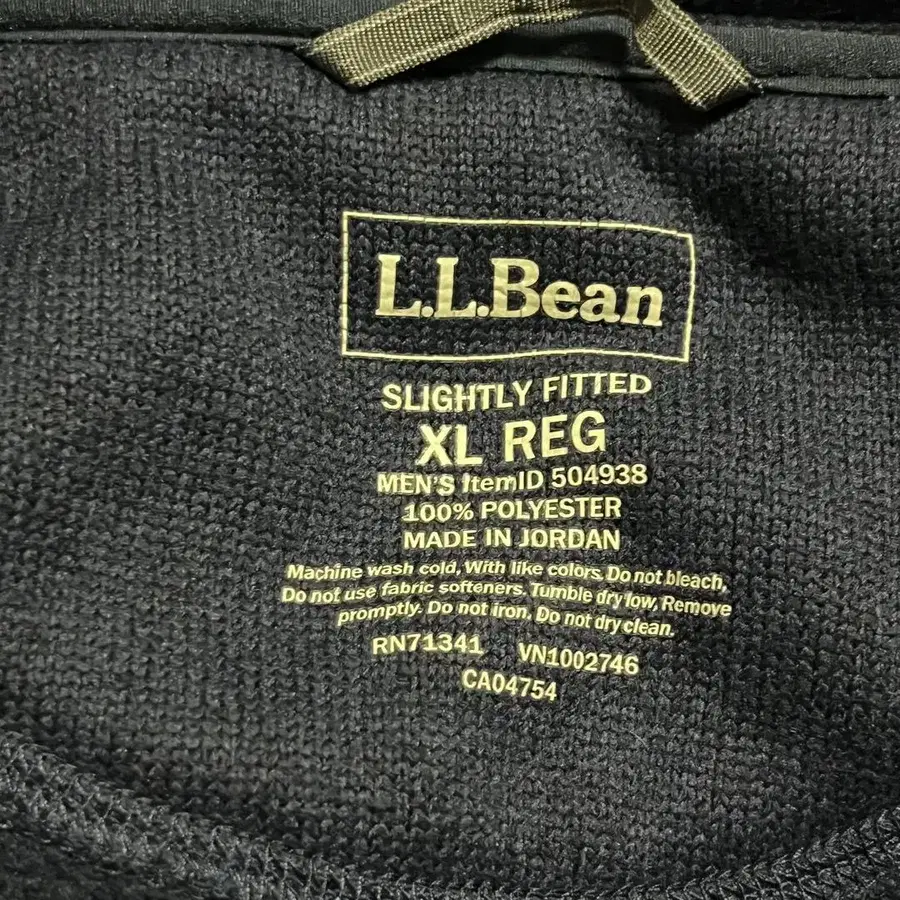 L.L.Bean
SLIGHTLY FITTED
XL REG
MEN'S ItemID 504938
100% POLYESTER
MADE IN JORDAN
Machine wash cold, With like colors. Do not bleach,
Do not use fabric softeners. Tumble dry low, Remove
promptly. Do not iron. Do not dry clean.
RN71341 VN1002746
CA04754